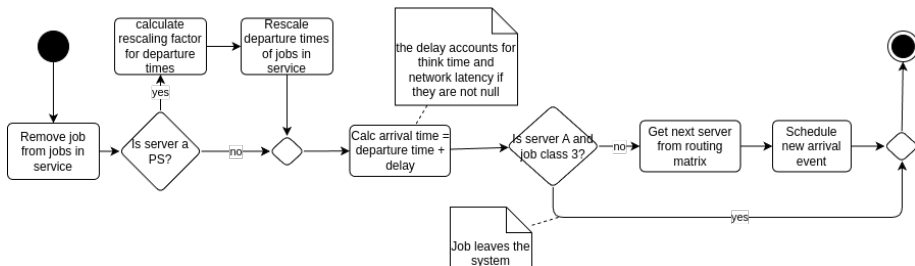 calculate
rescaling factor
for departure
times
Rescale
departure times
of jobs in
service
the delay accounts for
think time and
network latency if
they are not null
yes
Remove job
from jobs in
service
Is server a
PS?
no
Calc arrival time =
departure time +
delay
Is server A and
job class 3?
no
Get next server
from routing
matrix
Schedule
new arrival
event
yes
Job leaves the
system